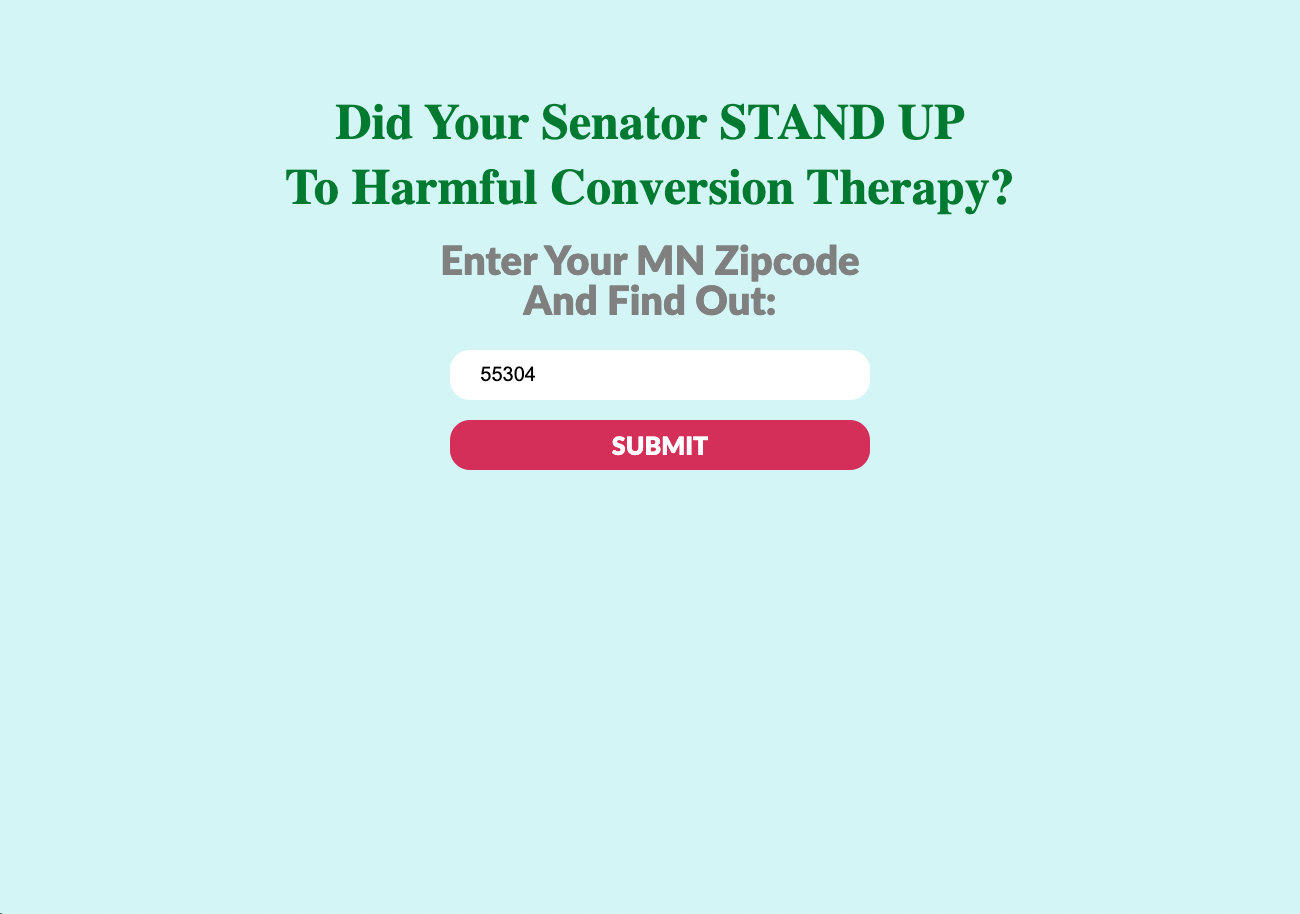 Did Your Senator STAND UP
To Harmful Conversion Therapy?
Enter Your MN Zipcode
And Find Out:
55304
SUBMIT